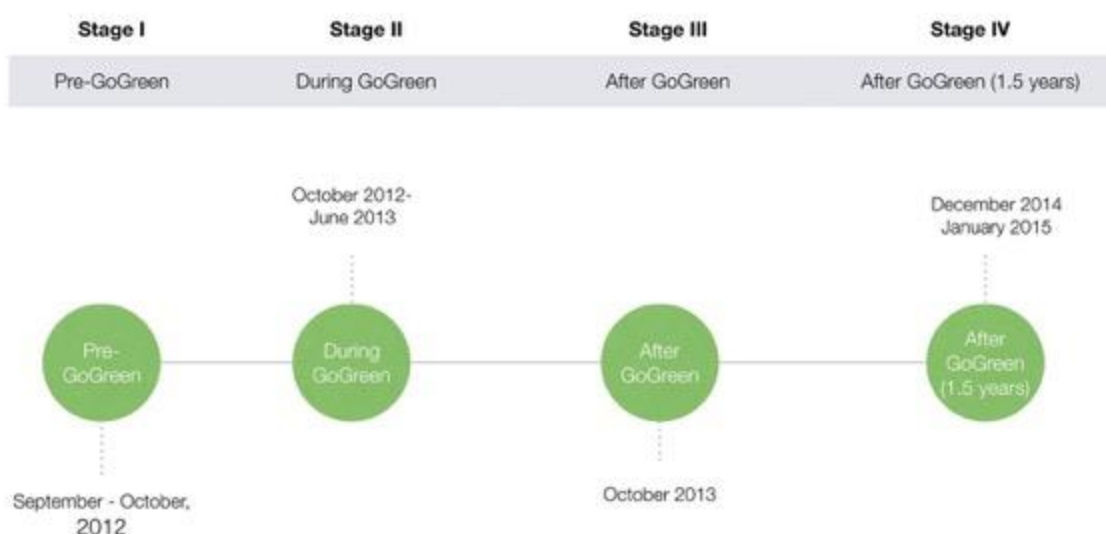 Stage I Stage II Stage III Stage IV
Pre-GoGreen During GoGreen After GoGreen After GoGreen (1.5 years)
October 2012-
June 2013
December 2014
January 2015
Pre-
GoGreen
During
GoGreen
After
GoGreen
After
GoGreen
(1.5 years)
September - October,
2012
October 2013